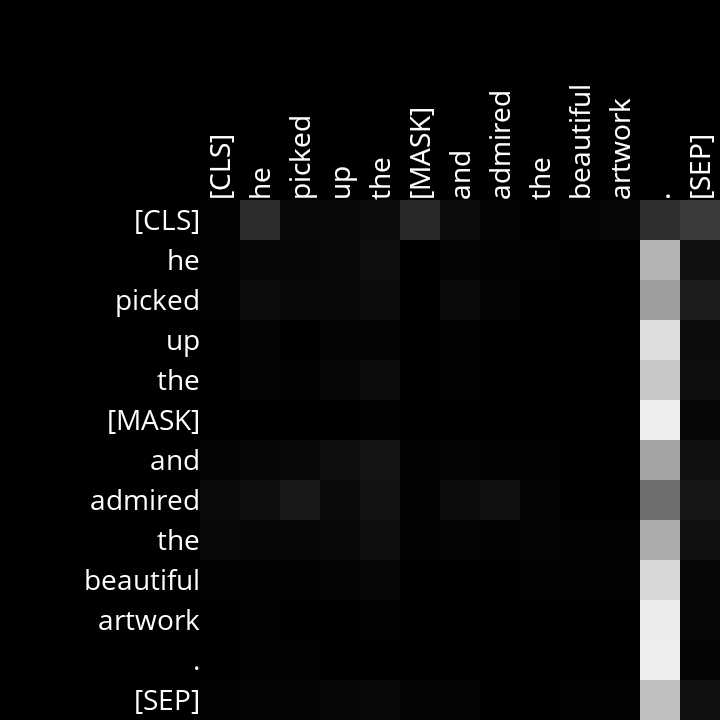 [CLS] he picked up the [MASK] and admired the beautiful artwork . [SEP]
[CLS]
he
picked
up
the
[MASK]
and
admired
the
beautiful
artwork
.
[SEP]